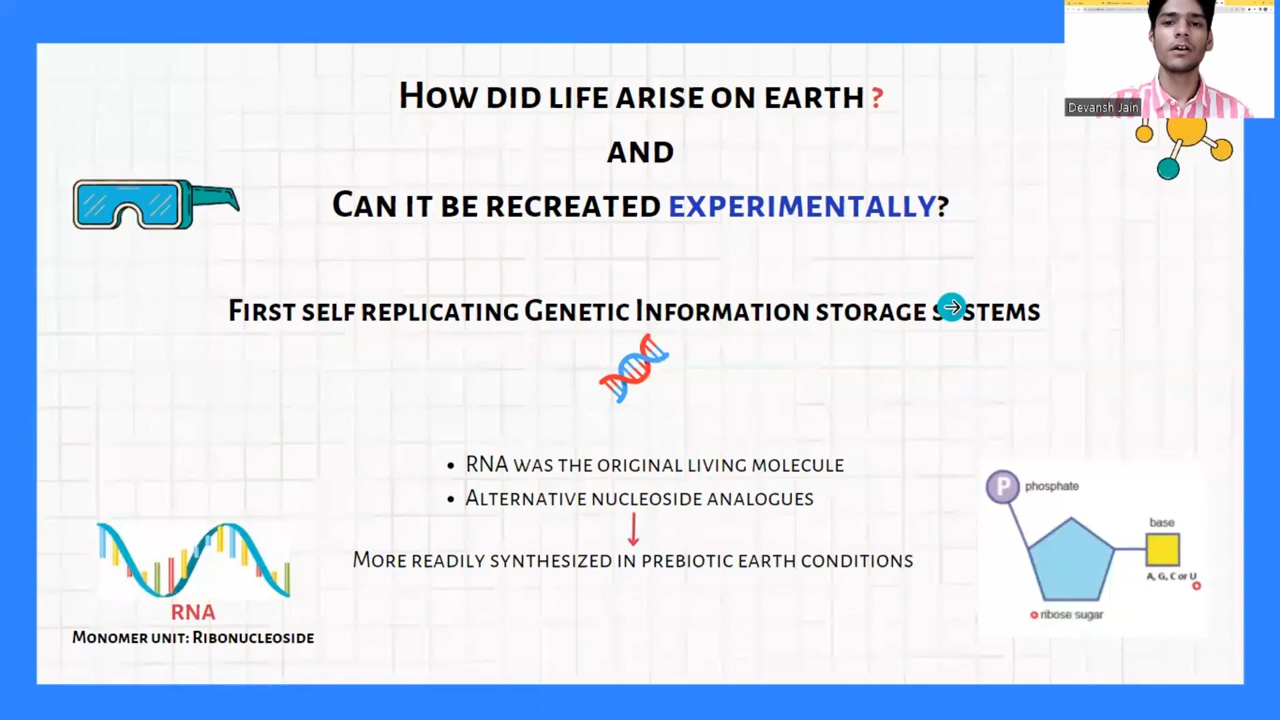 HOW DID LIFE ARISE ON EARTH ?
AND
CAN IT BE RECREATED EXPERIMENTALLY?
Devansh Jain
FIRST SELF REPLICATING GENETIC INFORMATION STORAGE SYSTEMS
• RNA WAS THE ORIGINAL LIVING MOLECULE
• ALTERNATIVE NUCLEOSIDE ANALOGUES
MORE READILY SYNTHESIZED IN PREBIOTIC EARTH CONDITIONS
RNA
MONOMER UNIT: RIBONUCLEOSIDE
P phosphate
base
A, G, C or U
ribose sugar